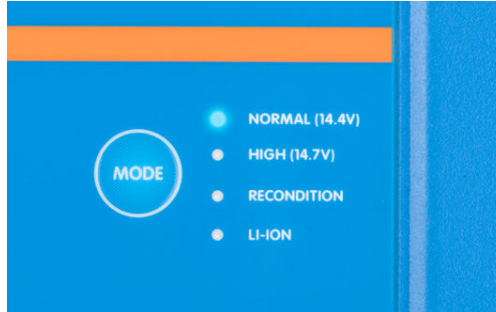 NORMAL (14.4V)
HIGH (14.7V)
MODE
RECONDITION
LI-ION